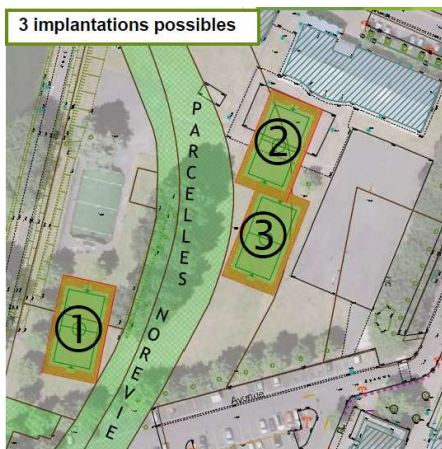 3 implantations possibles
PARCELLES NOREVIE
②
③
①
Avenue